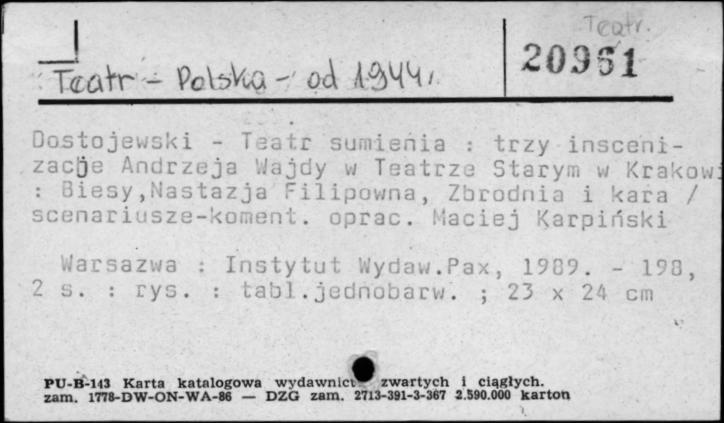 Teatr.
20961
Teatr - Polska - od 1944.
Dostojewski - Teatr sumienia : trzy insceni-
zacje Andrzeja Wajdy w Teatrze Starym w Krakowi
: Biesy,Nastazja Filipowna, Zbrodnia i kara /
scenariusze-koment. oprac. Maciej Karpiński
Warsazwa : Instytut Wydaw.Pax, 1989. - 198,
2 s. : rys. : tabl.jednobarw. ; 23 x 24 cm
PU-B-143 Karta katalogowa wydawnict zwartych i ciągłych.
zam. 1778-DW-ON-WA-86 — DZG zam. 2713-391-3-367 2.590.000 karton